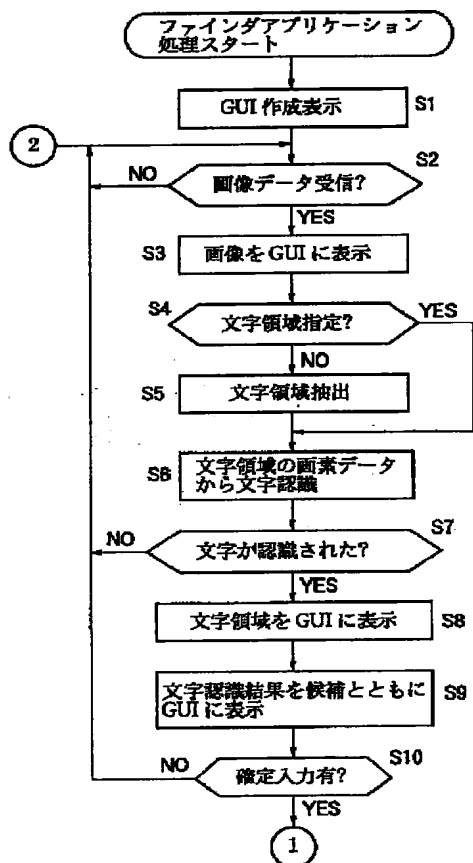 ファインダアプリケーション
処理スタート
GUI 作成表示
S1
2
S2
NO
画像データ受信?
YES
S3
画像を GUI に表示
S4
文字領域指定?
YES
NO
S5
文字領域抽出
S6
文字領域の画素データ
から文字認識
S7
NO
文字が認識された?
YES
文字領域を GUI に表示
S8
文字認識結果を候補とともに
GUI に表示
S9
NO
確定入力有?
S10
YES
1